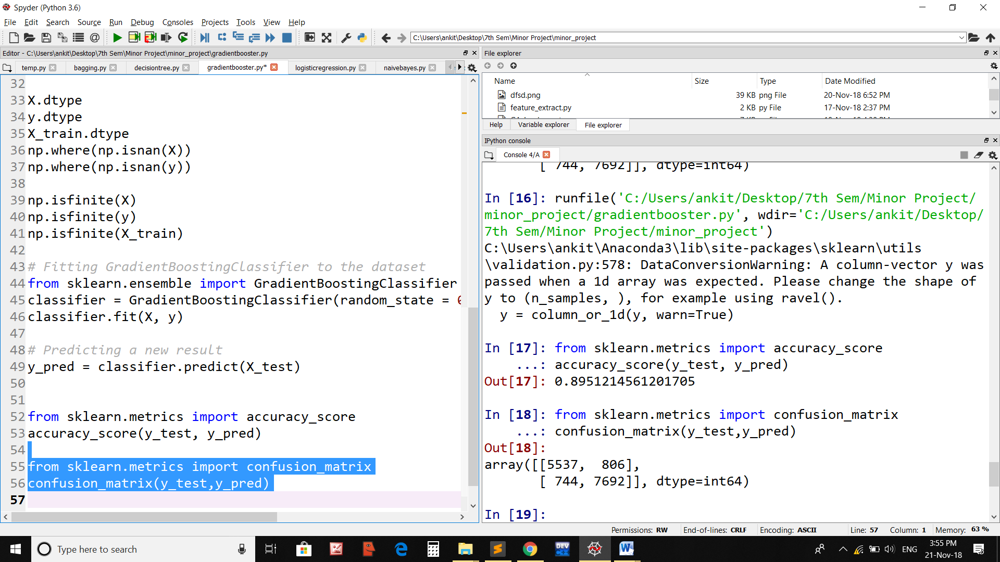 Spyder (Python 3.6)
File Edit Search Source Run Debug Consoles Projects Tools View Help
C:\Users\ankit\Desktop\7th Sem\Minor Project\minor_project
Editor - C:\Users\ankit\Desktop\7th Sem\Minor Project\minor_project\gradientbooster.py
temp.py bagging.py decisiontree.py gradientbooster.py* logisticregression.py naivebayes.py
32
33 X.dtype
34 y.dtype
35 X_train.dtype
36 np.where(np.isnan(X))
37 np.where(np.isnan(y))
38
39 np.isfinite(X)
40 np.isfinite(y)
41 np.isfinite(X_train)
42
43 # Fitting GradientBoostingClassifier to the dataset
44 from sklearn.ensemble import GradientBoostingClassifier
45 classifier = GradientBoostingClassifier(random_state =
46 classifier.fit(X, y)
47
48 # Predicting a new result
49 y_pred = classifier.predict(X_test)
50
51
52 from sklearn.metrics import accuracy_score
53 accuracy_score(y_test, y_pred)
54
55 from sklearn.metrics import confusion_matrix
56 confusion_matrix(y_test,y_pred)
57
File explorer
Name Size Type Date Modified
dfsd.png 39 KB png File 20-Nov-18 6:52 PM
feature_extract.py 2 KB py File 17-Nov-18 2:37 PM
Help Variable explorer File explorer
IPython console
Console 4/A
[ 744, 7692]], dtype=int64)
In [16]: runfile('C:/Users/ankit/Desktop/7th Sem/Minor Project/
minor_project/gradientbooster.py', wdir='C:/Users/ankit/Desktop/
7th Sem/Minor Project/minor_project')
C:\Users\ankit\Anaconda3\lib\site-packages\sklearn\utils
\validation.py:578: DataConversionWarning: A column-vector y was
passed when a 1d array was expected. Please change the shape of
y to (n_samples, ), for example using ravel().
y = column_or_1d(y, warn=True)
In [17]: from sklearn.metrics import accuracy_score
...: accuracy_score(y_test, y_pred)
Out[17]: 0.8951214561201705
In [18]: from sklearn.metrics import confusion_matrix
...: confusion_matrix(y_test,y_pred)
Out[18]:
array([[5537, 806],
[ 744, 7692]], dtype=int64)
In [19]:
Permissions: RW End-of-lines: CRLF Encoding: ASCII Line: 57 Column: 1 Memory: 63 %
Type here to search
DEV
ENG
3:55 PM
21-Nov-18